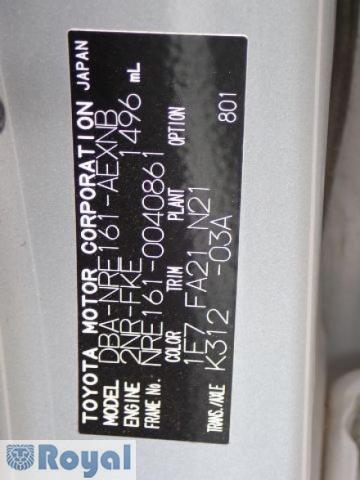 TOYOTA MOTOR CORPORATION JAPAN
MODEL DBA-NRE161-AEXNB
ENGINE 2NR-FKE 1496 mL
FRAME No. NRE161-0040861
COLOR TRIM PLANT OPTION
1E7 FA21 N21 801
TRANS./AXLE K312 -03A
Royal